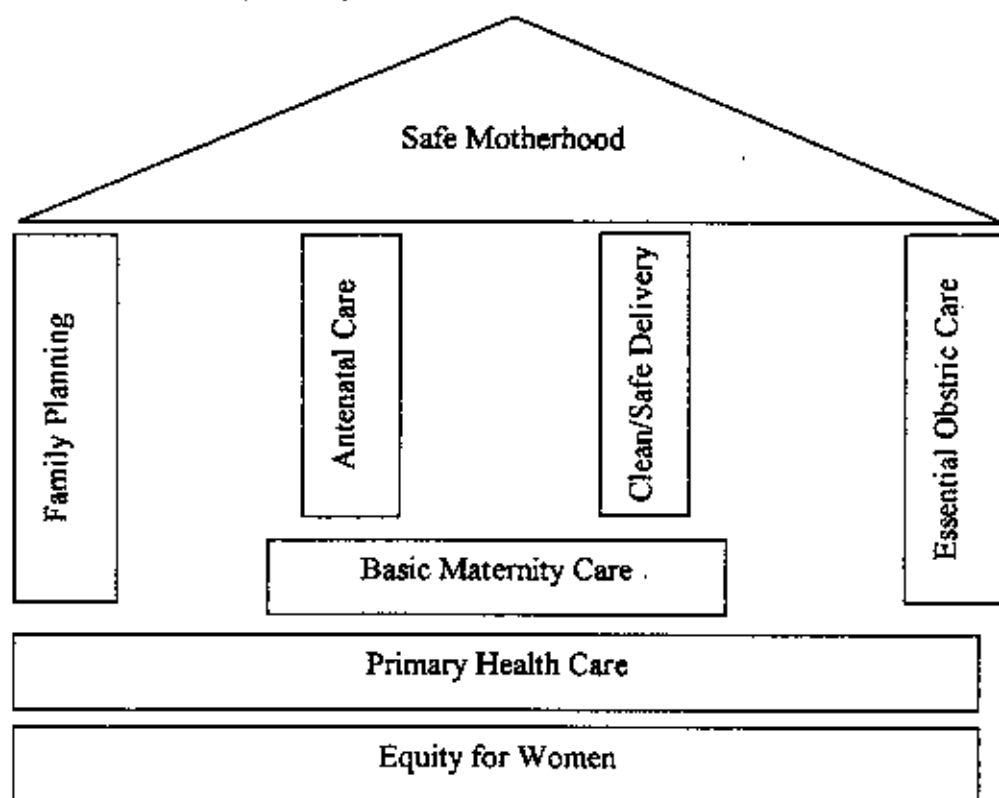 Safe Motherhood
Family Planning
Antenatal Care
Clean/Safe Delivery
Essential Obstric Care
Basic Maternity Care
Primary Health Care
Equity for Women